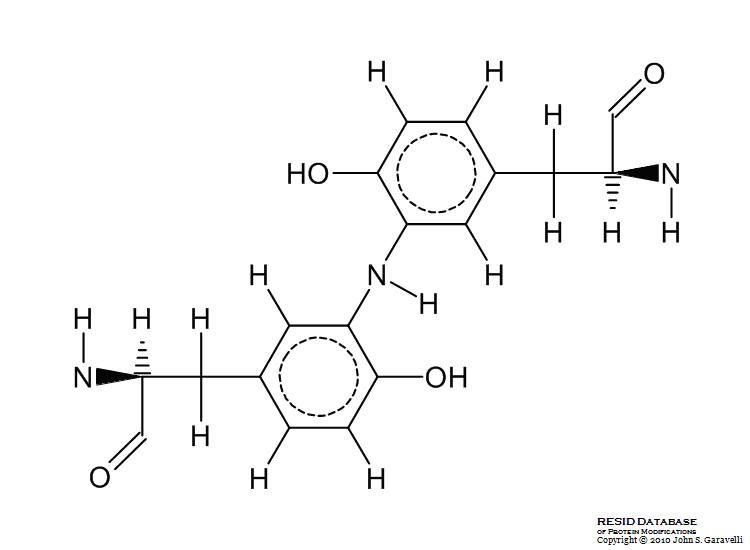 H H O
H
HO N
H H H
H N H
H
H H H
N OH
H
O H H
RESID DATABASE
OF PROTEIN MODIFICATIONS
Copyright © 2010 John S. Garavelli